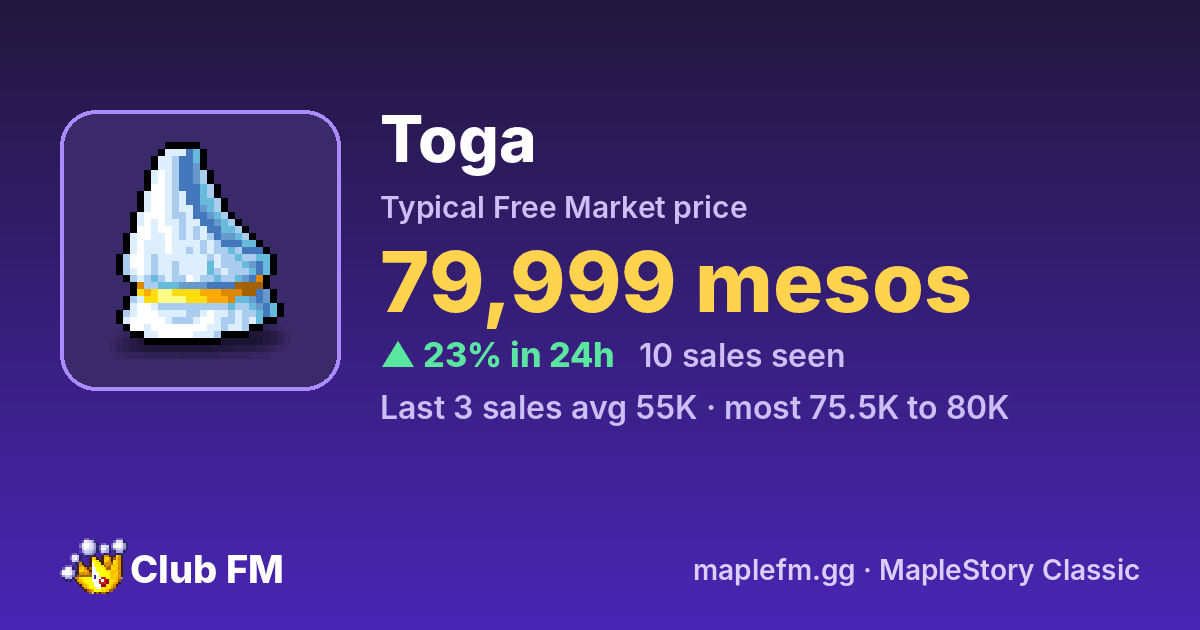 Toga
Typical Free Market price
79,999 mesos
▲ 23% in 24h 10 sales seen
Last 3 sales avg 55K · most 75.5K to 80K
Club FM
maplefm.gg · MapleStory Classic